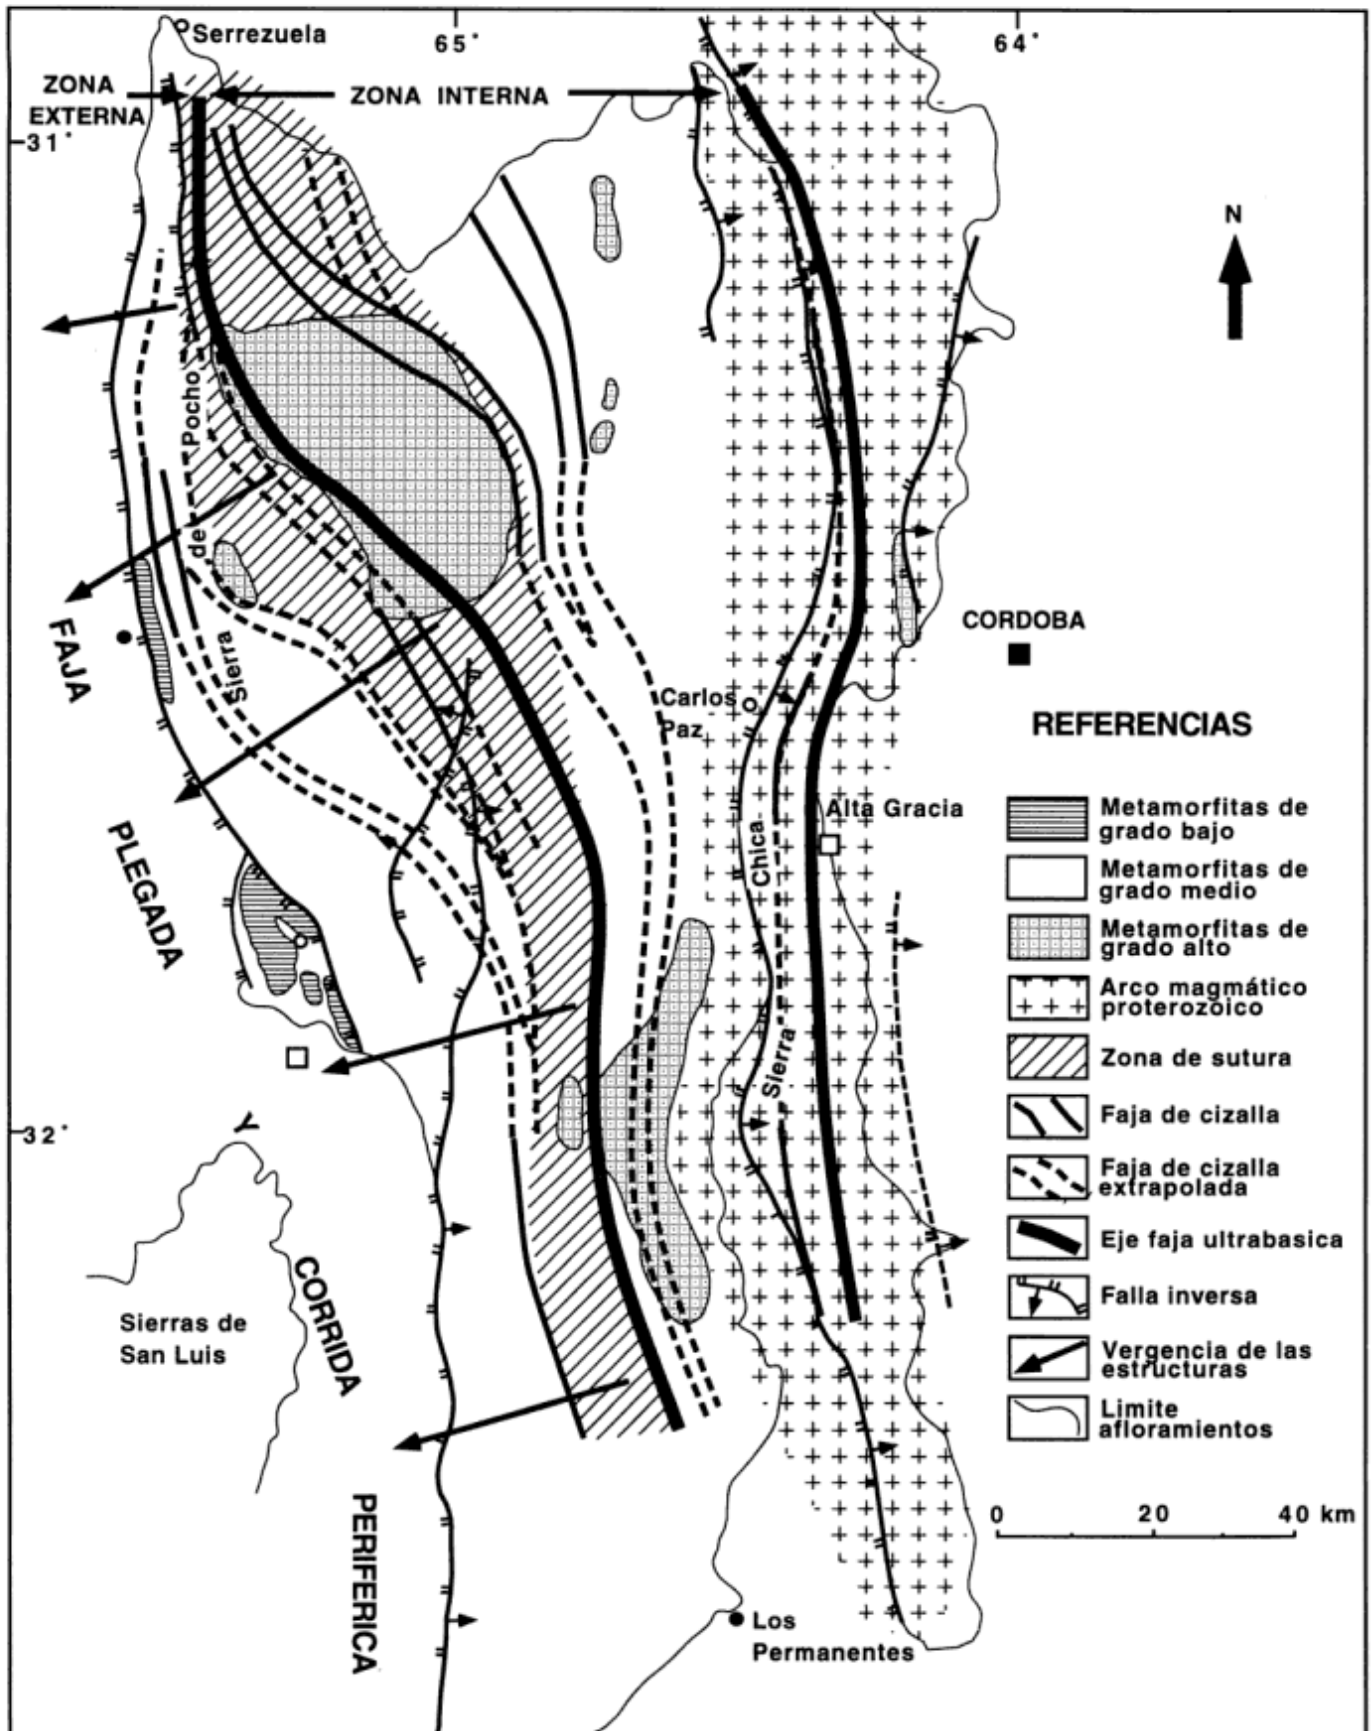 Serrezuela
65°
64°
ZONA
EXTERNA
ZONA INTERNA
31°
N
Sierra de Pocho
FAJA
PLEGADA
Y
CORRIDA
PERIFERICA
CORDOBA
Carlos
Paz
Alta Gracia
Sierra Chica
32°
Sierras de
San Luis
Los
Permanentes
REFERENCIAS
Metamorfitas de
grado bajo
Metamorfitas de
grado medio
Metamorfitas de
grado alto
Arco magmático
proterozóico
Zona de sutura
Faja de cizalla
Faja de cizalla
extrapolada
Eje faja ultrabasica
Falla inversa
Vergencia de las
estructuras
Limite
afloramientos
0 20 40 km